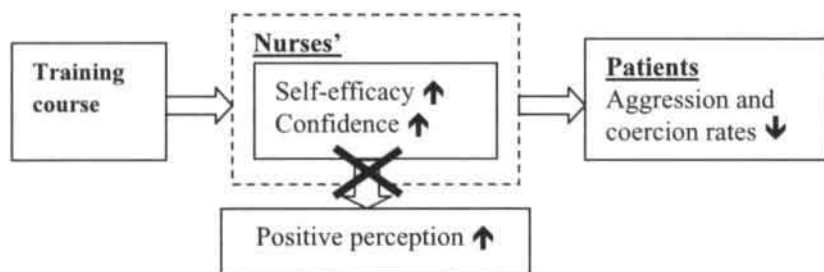 Training
course
Nurses’
Self-efficacy ↑
Confidence ↑
Patients
Aggression and
coercion rates ↓
Positive perception ↑